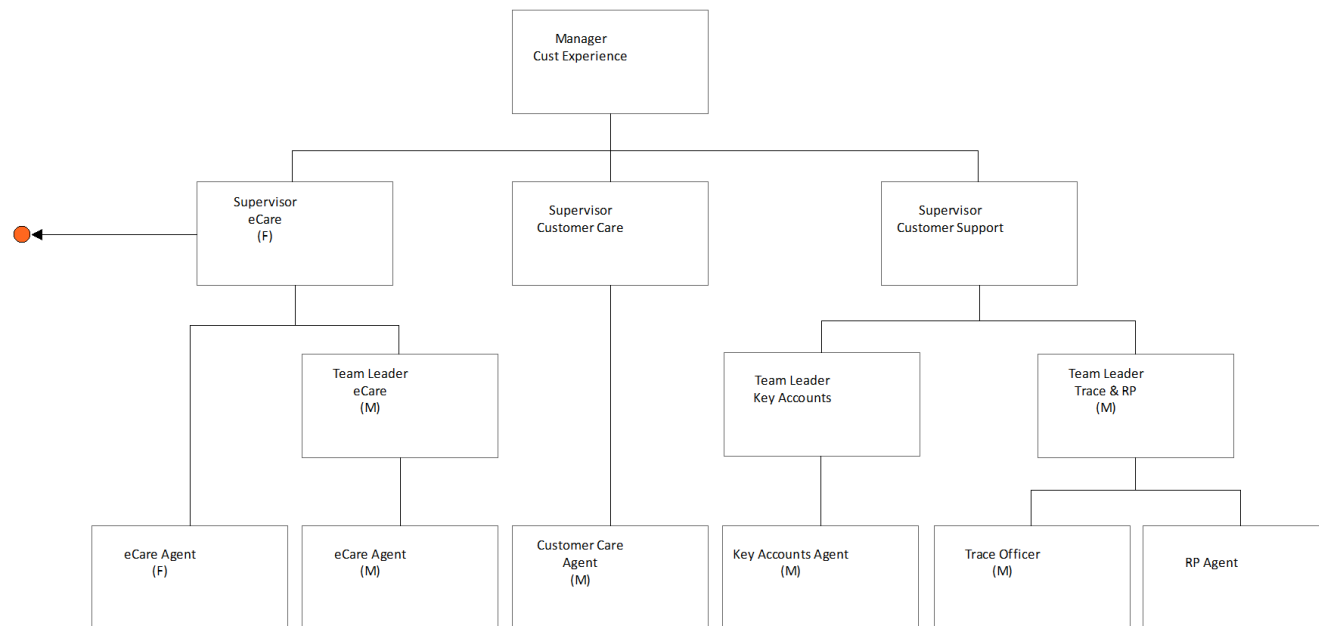 Manager
Cust Experience
Supervisor
eCare
(F)
Supervisor
Customer Care
Supervisor
Customer Support
Team Leader
eCare
(M)
Team Leader
Key Accounts
Team Leader
Trace & RP
(M)
eCare Agent
(F)
eCare Agent
(M)
Customer Care
Agent
(M)
Key Accounts Agent
(M)
Trace Officer
(M)
RP Agent